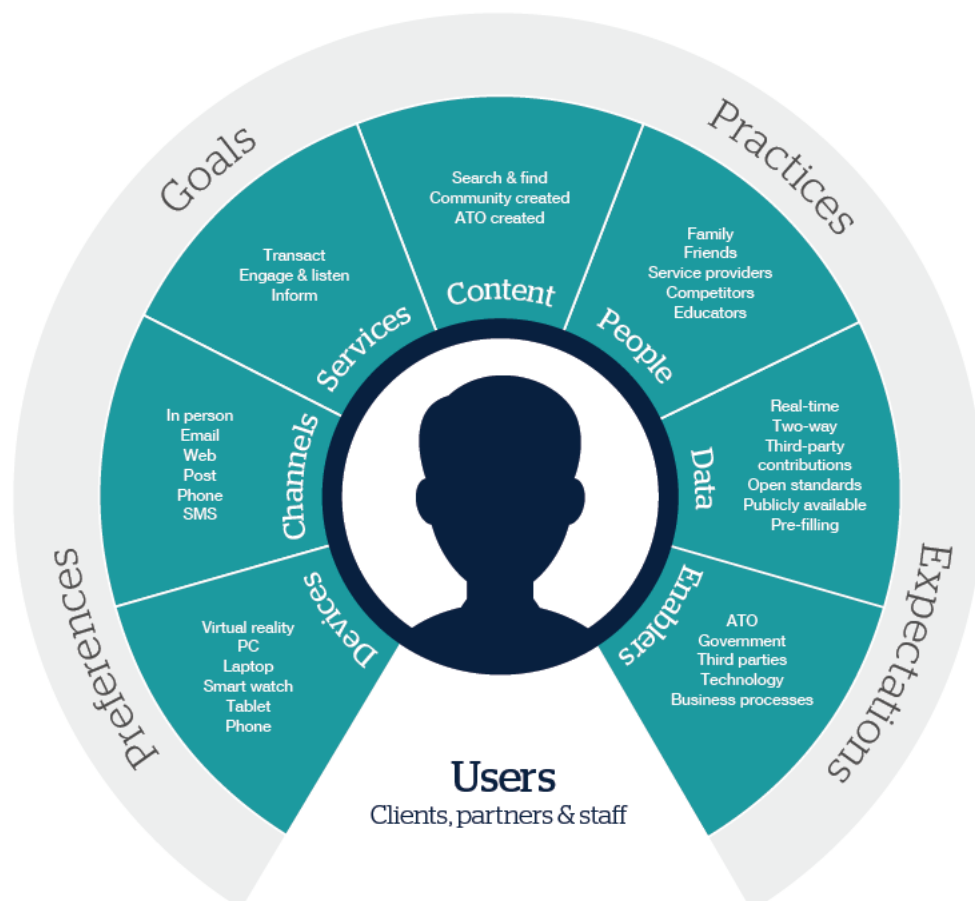 Goals
Practices
Preferences
Expectations
Search & find
Community created
ATO created
Content
Transact
Engage & listen
Inform
Services
Family
Friends
Service providers
Competitors
Educators
People
In person
Email
Web
Post
Phone
SMS
Channels
Real-time
Two-way
Third-party
contributions
Open standards
Publicly available
Pre-filling
Data
Virtual reality
PC
Laptop
Smart watch
Tablet
Phone
Devices
ATO
Government
Third parties
Technology
Business processes
Enablers
Users
Clients, partners & staff